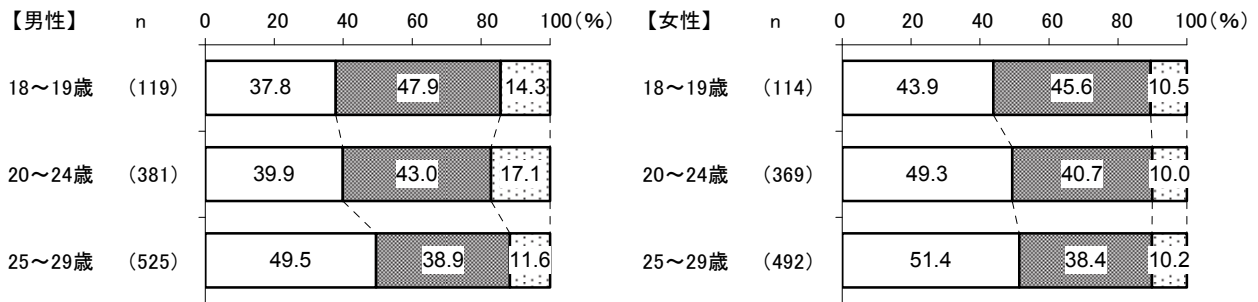 【男性】 n 0 20 40 60 80 100(%)
18～19歳 (119) 37.8 47.9 14.3
20～24歳 (381) 39.9 43.0 17.1
25～29歳 (525) 49.5 38.9 11.6
【女性】 n 0 20 40 60 80 100(%)
18～19歳 (114) 43.9 45.6 10.5
20～24歳 (369) 49.3 40.7 10.0
25～29歳 (492) 51.4 38.4 10.2